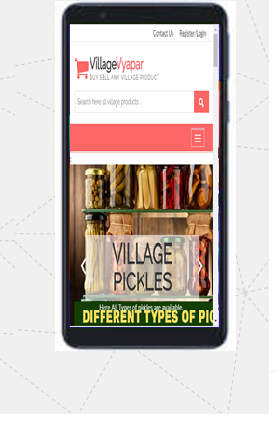 Contact Us | Register/Login
VillageVyapar
BUY SELL ANY VILLAGE PRODUCT
Search here all village products...
VILLAGE
PICKLES
Here All Types of pickles are available
DIFFERENT TYPES OF PIC